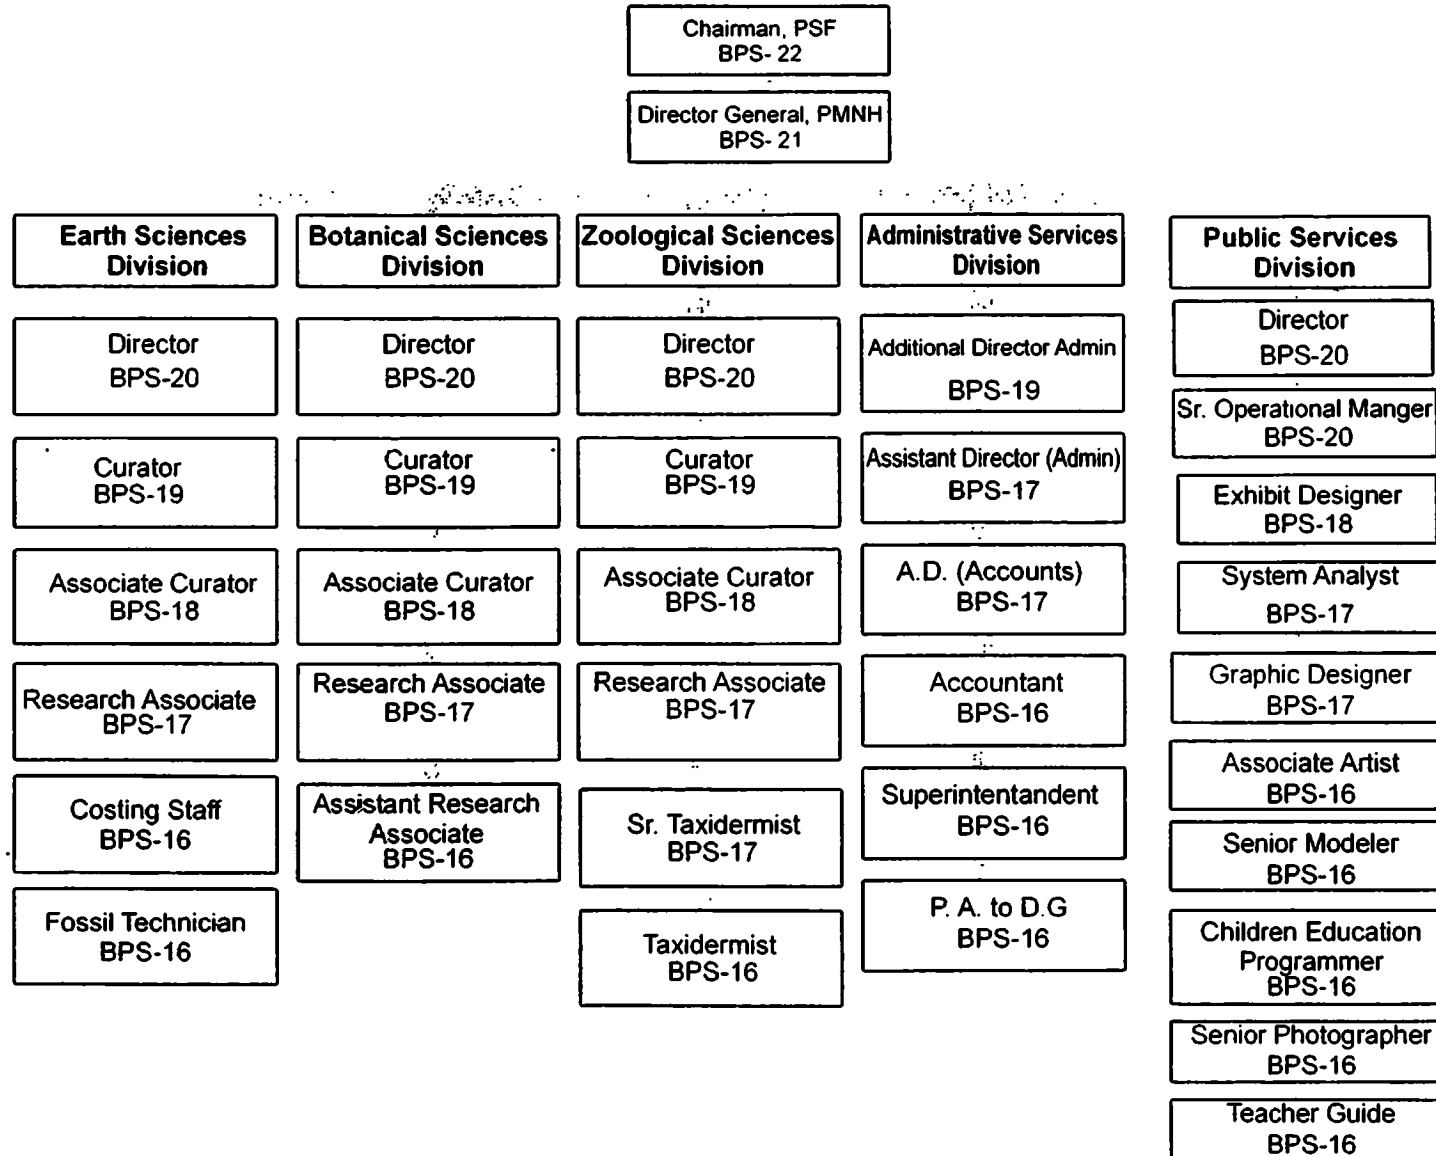 Chairman, PSF
BPS- 22
Director General, PMNH
BPS- 21
Earth Sciences
Division
Director
BPS-20
Curator
BPS-19
Associate Curator
BPS-18
Research Associate
BPS-17
Costing Staff
BPS-16
Fossil Technician
BPS-16
Botanical Sciences
Division
Director
BPS-20
Curator
BPS-19
Associate Curator
BPS-18
Research Associate
BPS-17
Assistant Research
Associate
BPS-16
Zoological Sciences
Division
Director
BPS-20
Curator
BPS-19
Associate Curator
BPS-18
Research Associate
BPS-17
Sr. Taxidermist
BPS-17
Taxidermist
BPS-16
Administrative Services
Division
Additional Director Admin
BPS-19
Assistant Director (Admin)
BPS-17
A.D. (Accounts)
BPS-17
Accountant
BPS-16
Superintentandent
BPS-16
P. A. to D.G
BPS-16
Public Services
Division
Director
BPS-20
Sr. Operational Manger
BPS-20
Exhibit Designer
BPS-18
System Analyst
BPS-17
Graphic Designer
BPS-17
Associate Artist
BPS-16
Senior Modeler
BPS-16
Children Education
Programmer
BPS-16
Senior Photographer
BPS-16
Teacher Guide
BPS-16